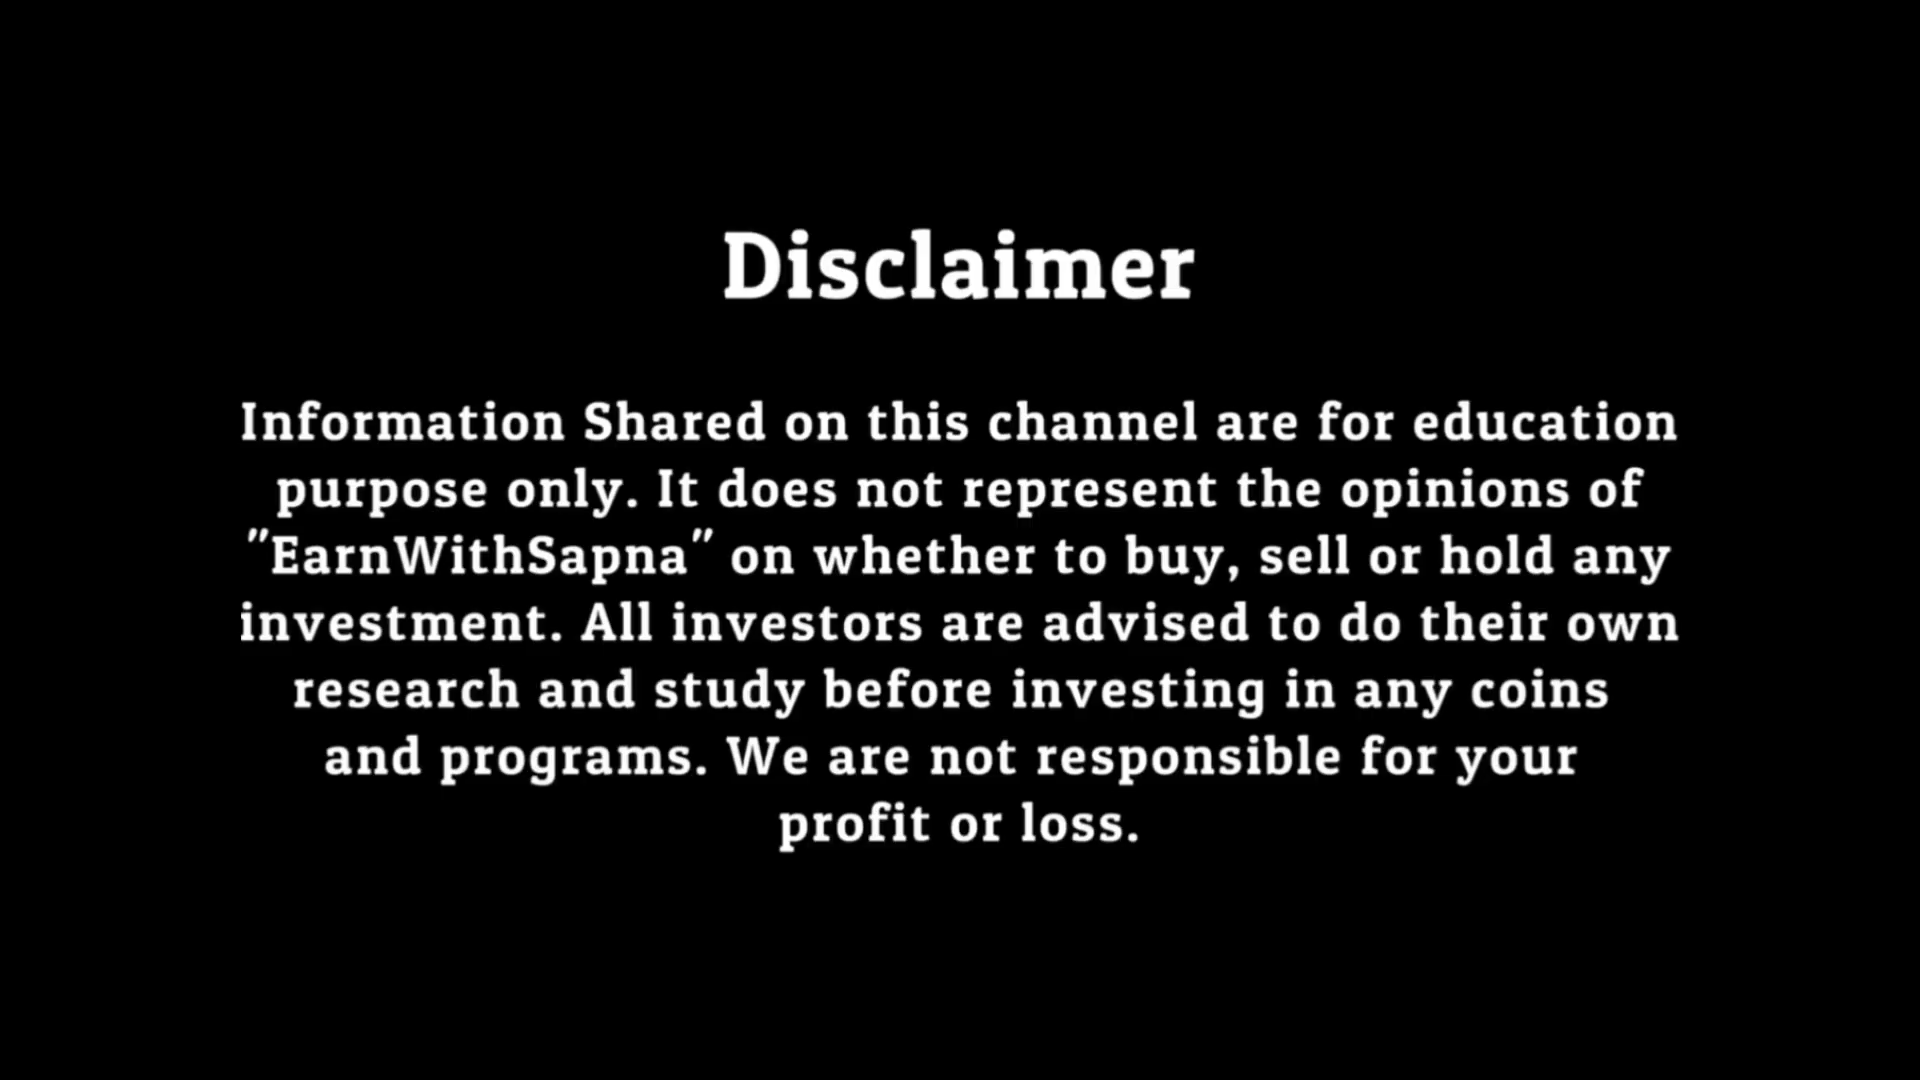 Disclaimer
Information Shared on this channel are for education
purpose only. It does not represent the opinions of
"EarnWithSapna" on whether to buy, sell or hold any
investment. All investors are advised to do their own
research and study before investing in any coins
and programs. We are not responsible for your
profit or loss.